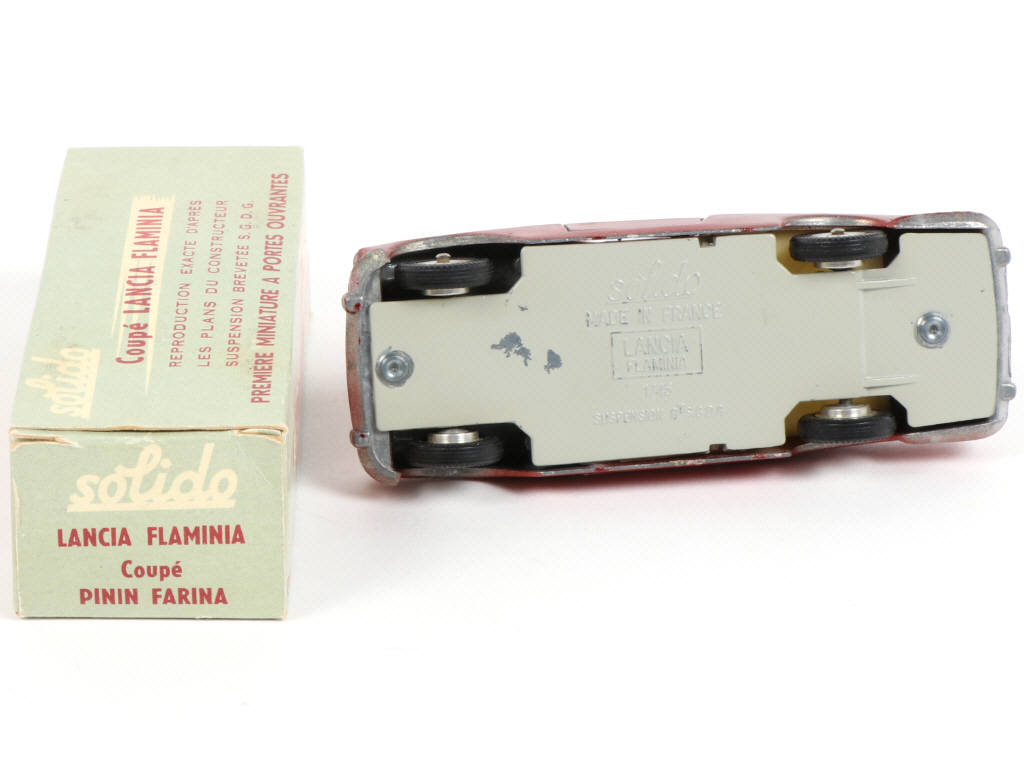 solido
Coupé LANCIA FLAMINIA
REPRODUCTION EXACTE D'APRÈS
LES PLANS DU CONSTRUCTEUR
SUSPENSION BREVETÉE S.G.D.G.
PREMIÈRE MINIATURE A PORTES OUVRANTES
solido
LANCIA FLAMINIA
Coupé
PININ FARINA
solido
MADE IN FRANCE
LANCIA
FLAMINIA
SUSPENSION